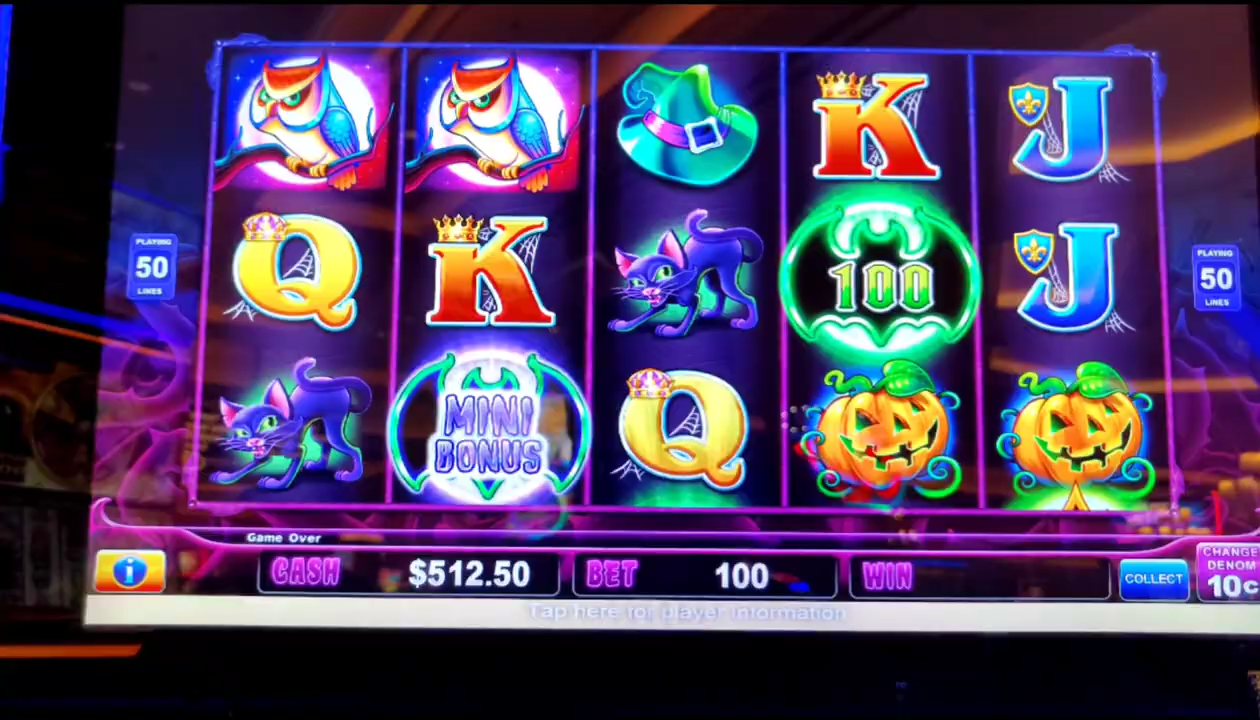 K
J
PLAYING
50
LINES
Q
K
100
J
PLAYING
50
LINES
MINI
BONUS
Q
Game Over
CASH
$512.50
BET
100
WIN
COLLECT
CHANGE
DENOM
10¢
Tap here for player information